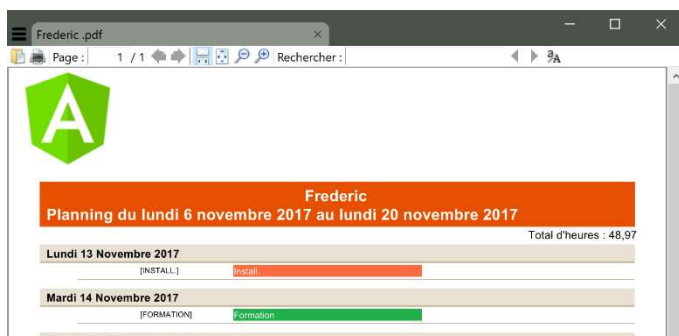 Frederic .pdf
Page : 1 / 1 Rechercher :
A
Frederic
Planning du lundi 6 novembre 2017 au lundi 20 novembre 2017
Total d'heures : 48,97
Lundi 13 Novembre 2017
[INSTALL.] Install.
Mardi 14 Novembre 2017
[FORMATION] Formation